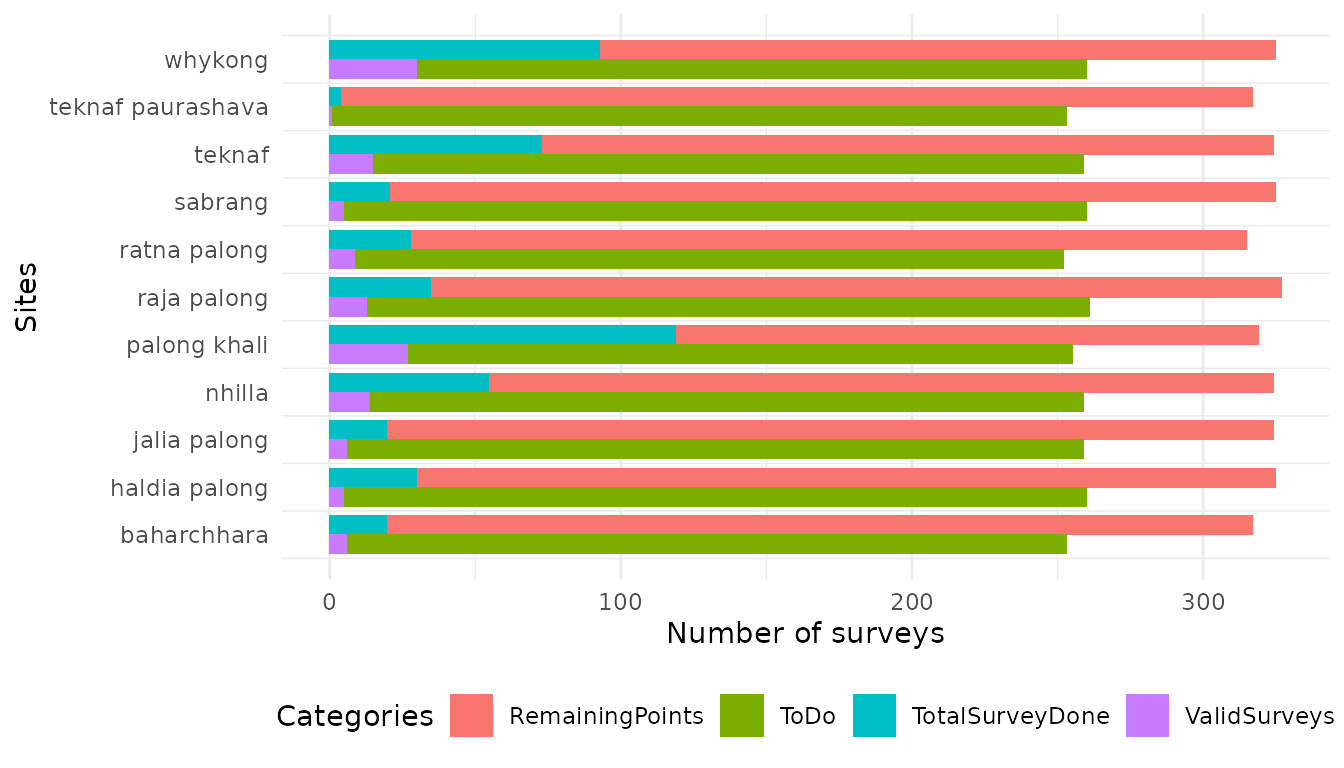 whykong
teknaf paurashava
teknaf
sabrang
ratna palong
raja palong
palong khali
nhilla
jalia palong
haldia palong
baharchhara
Sites
0 100 200 300
Number of surveys
Categories RemainingPoints ToDo TotalSurveyDone ValidSurveys